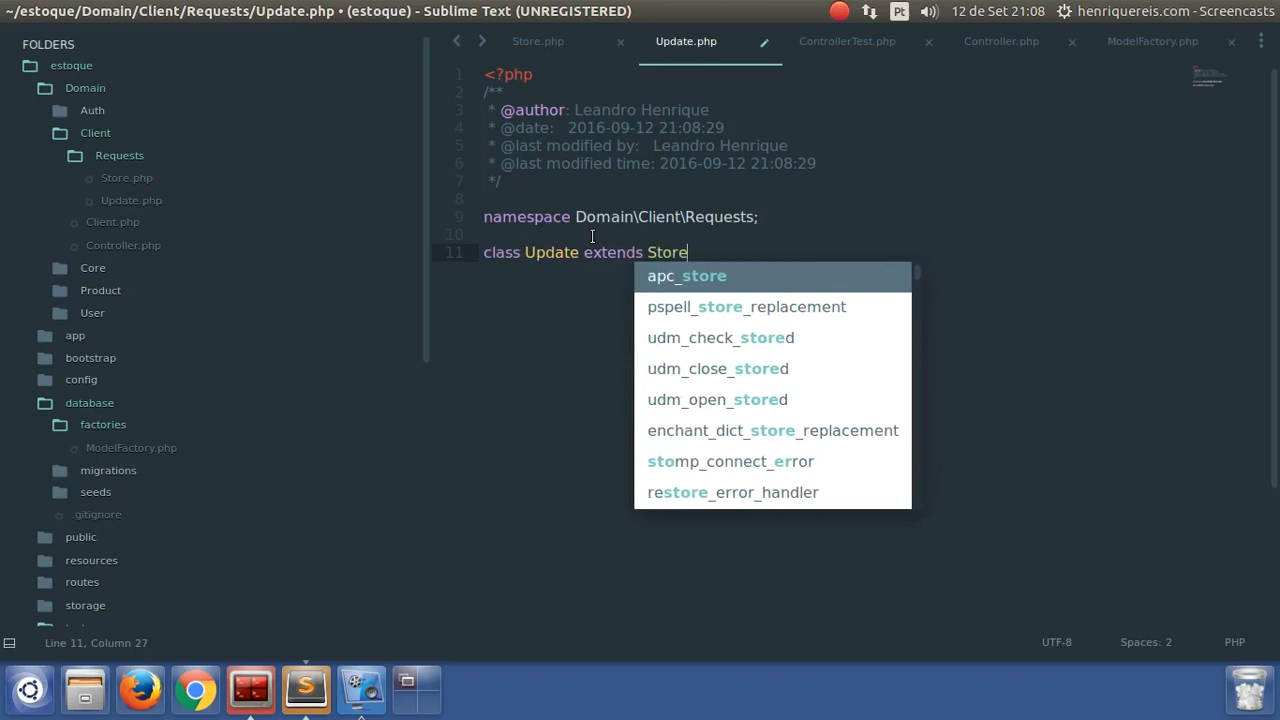 ~/estoque/Domain/Client/Requests/Update.php • (estoque) - Sublime Text (UNREGISTERED)
Pt
12 de Set 21:08
henriquereis.com - Screencasts
FOLDERS
estoque
Domain
Auth
Client
Requests
Store.php
Update.php
Client.php
Controller.php
Core
Product
User
app
bootstrap
config
database
factories
ModelFactory.php
migrations
seeds
.gitignore
public
resources
routes
storage
Store.php
Update.php
ControllerTest.php
Controller.php
ModelFactory.php
1 <?php
2 /**
3 * @author: Leandro Henrique
4 * @date: 2016-09-12 21:08:29
5 * @last modified by: Leandro Henrique
6 * @last modified time: 2016-09-12 21:08:29
7 */
8
9 namespace Domain\Client\Requests;
10
11 class Update extends Store
apc_store
pspell_store_replacement
udm_check_stored
udm_close_stored
udm_open_stored
enchant_dict_store_replacement
stomp_connect_error
restore_error_handler
Line 11, Column 27
UTF-8
Spaces: 2
PHP